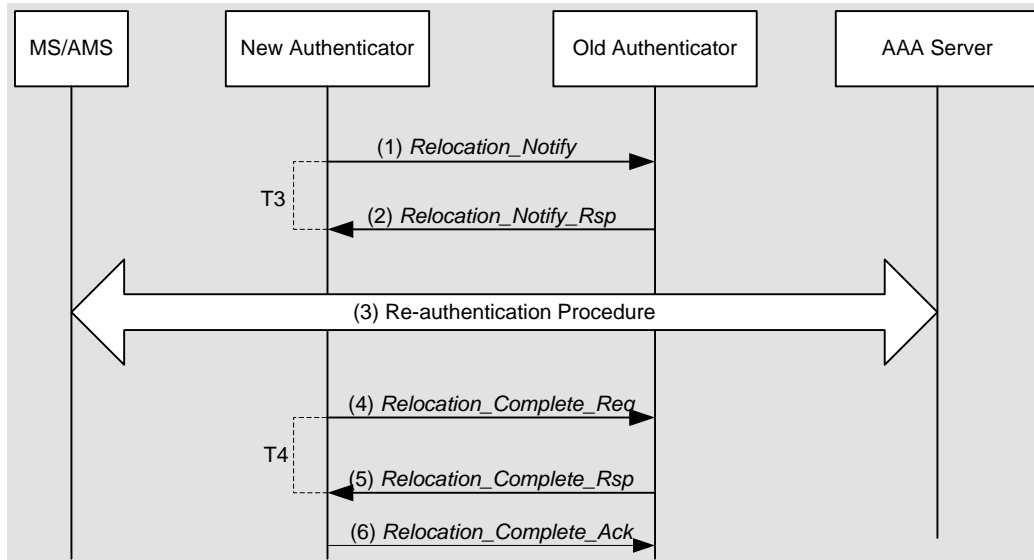 MS/AMS
New Authenticator
Old Authenticator
AAA Server
(1) Relocation_Notify
T3
(2) Relocation_Notify_Rsp
(3) Re-authentication Procedure
(4) Relocation_Complete_Req
T4
(5) Relocation_Complete_Rsp
(6) Relocation_Complete_Ack